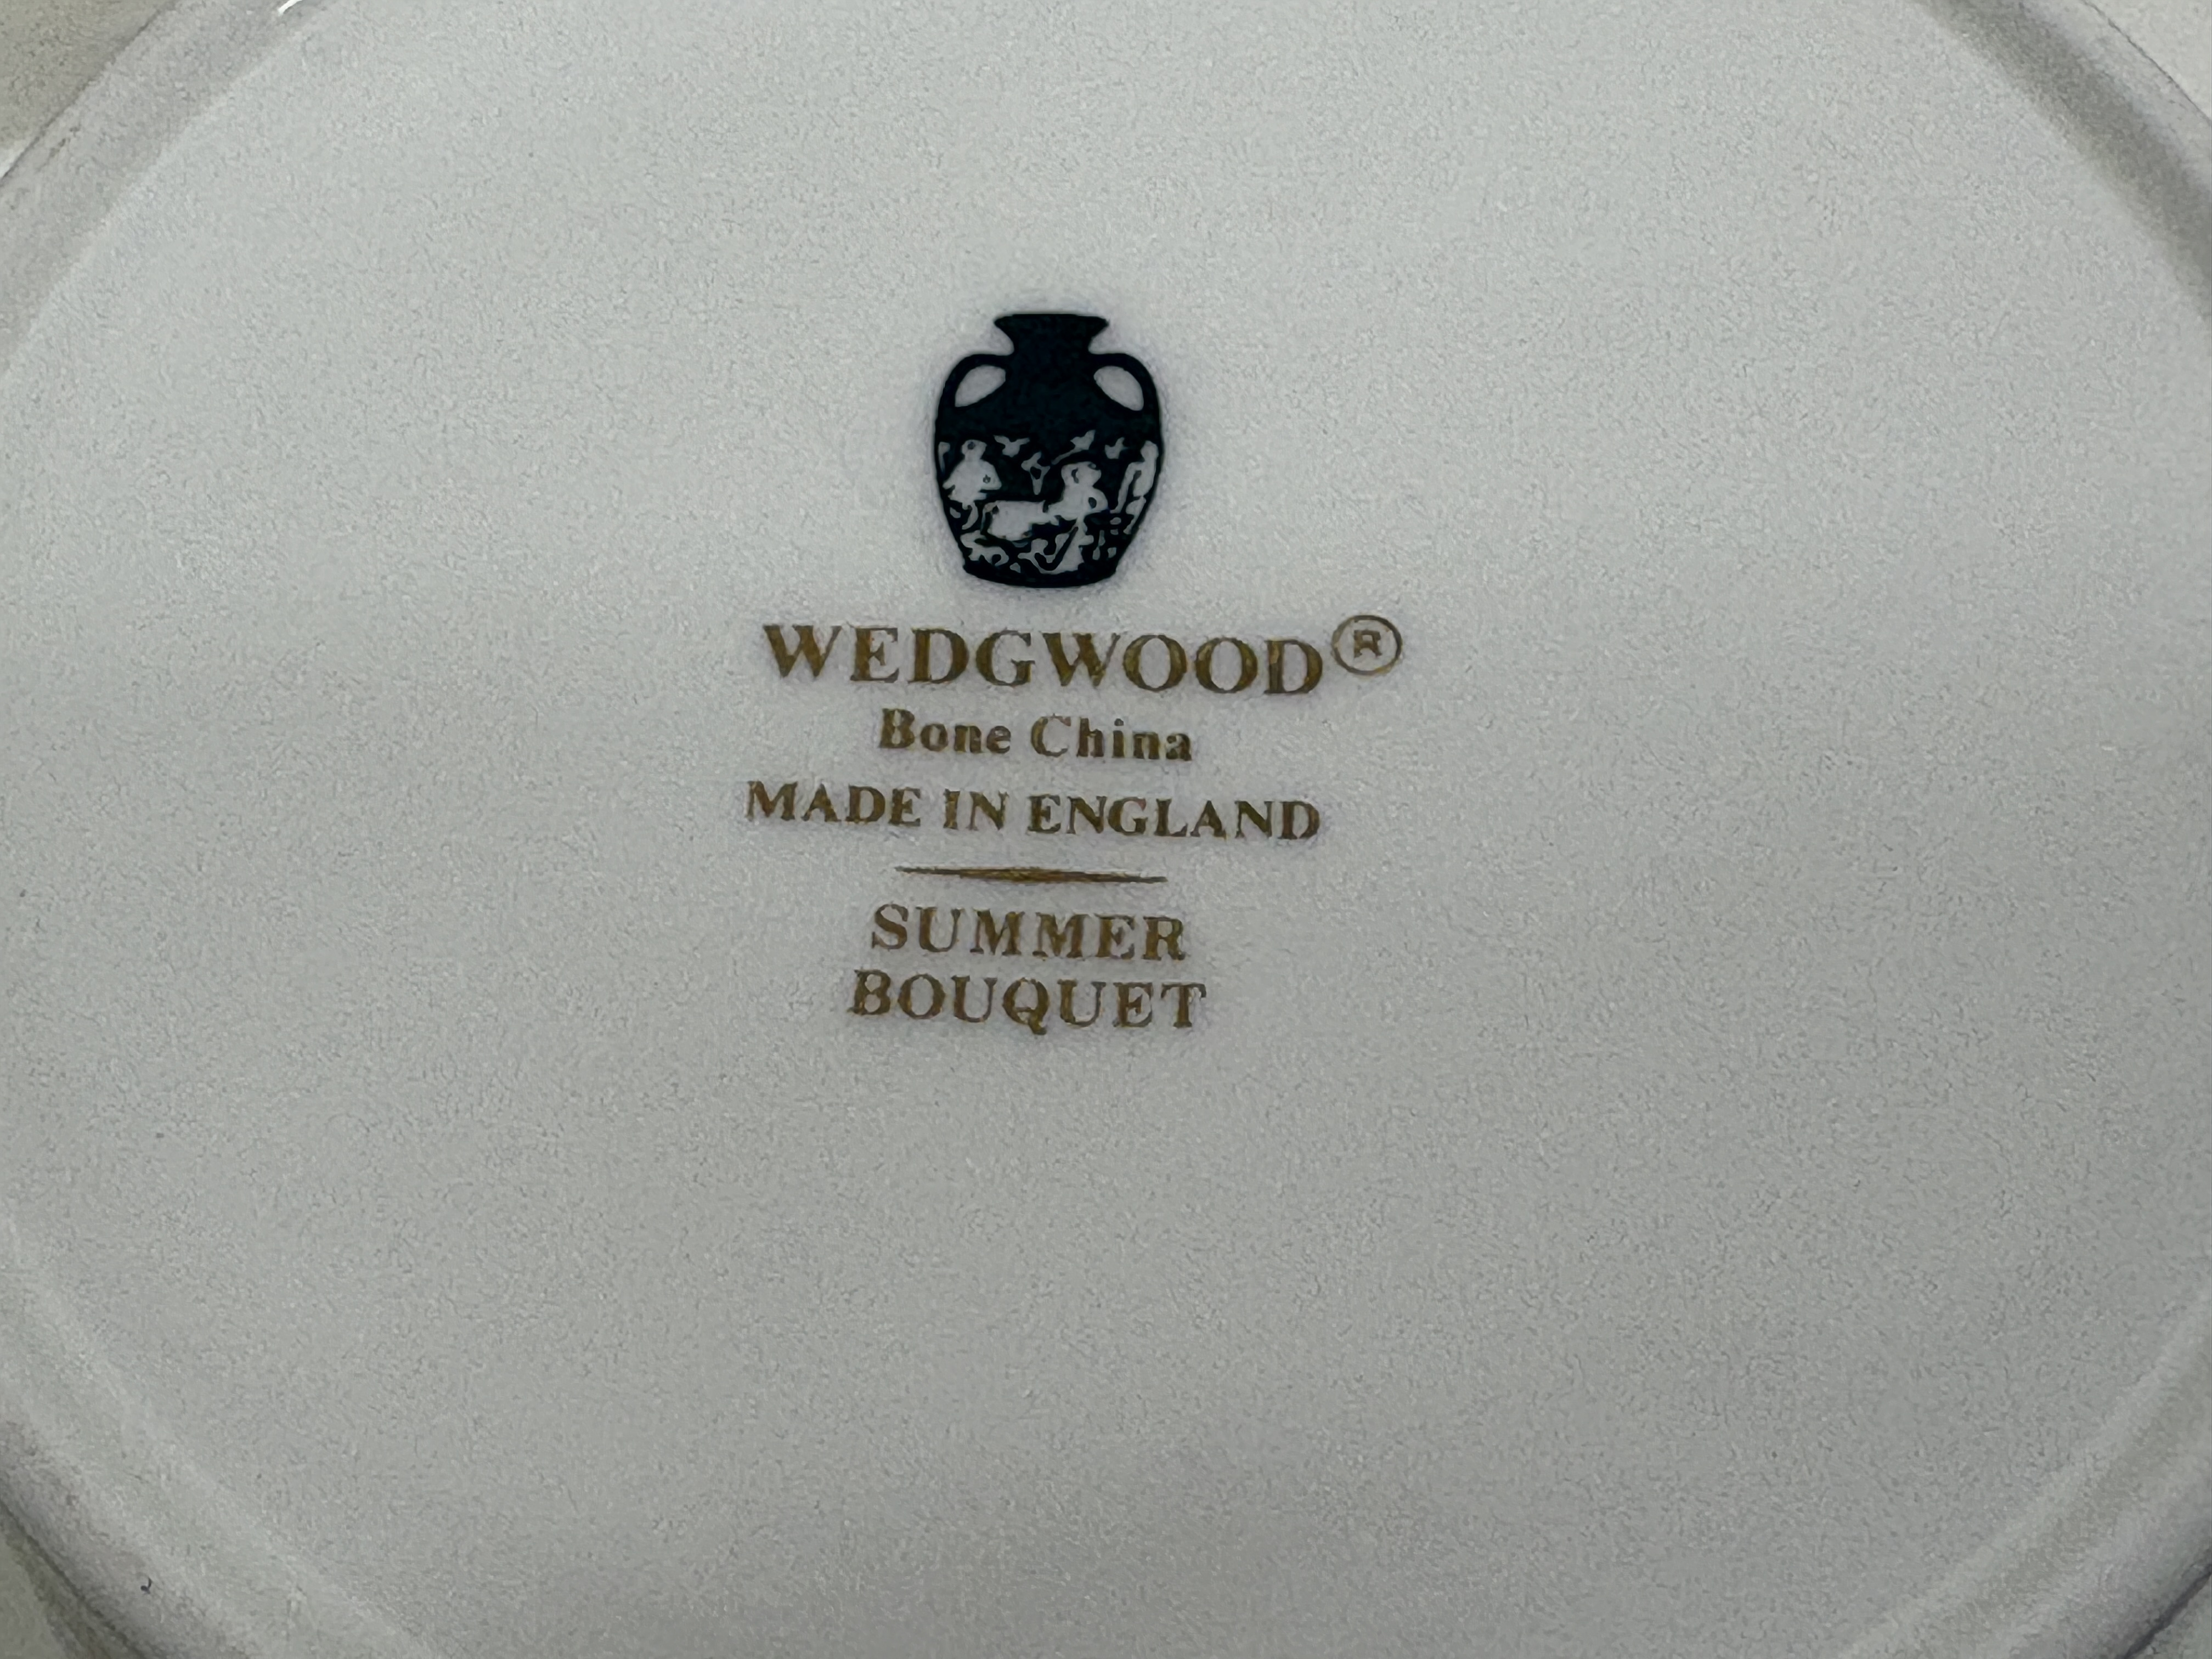 WEDGWOOD®
Bone China
MADE IN ENGLAND
SUMMER
BOUQUET